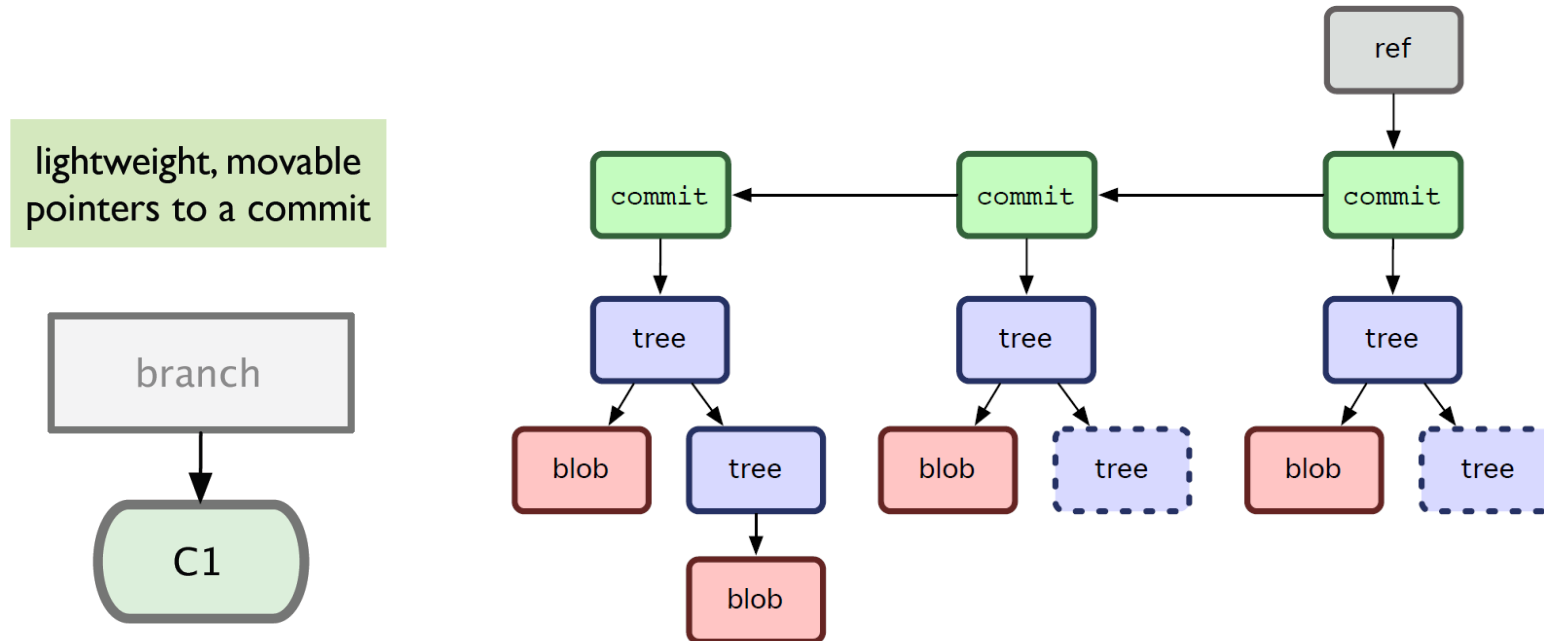 lightweight, movable
pointers to a commit
branch
C1
ref
commit
commit
commit
tree
tree
tree
blob
tree
blob
tree
blob
tree
blob